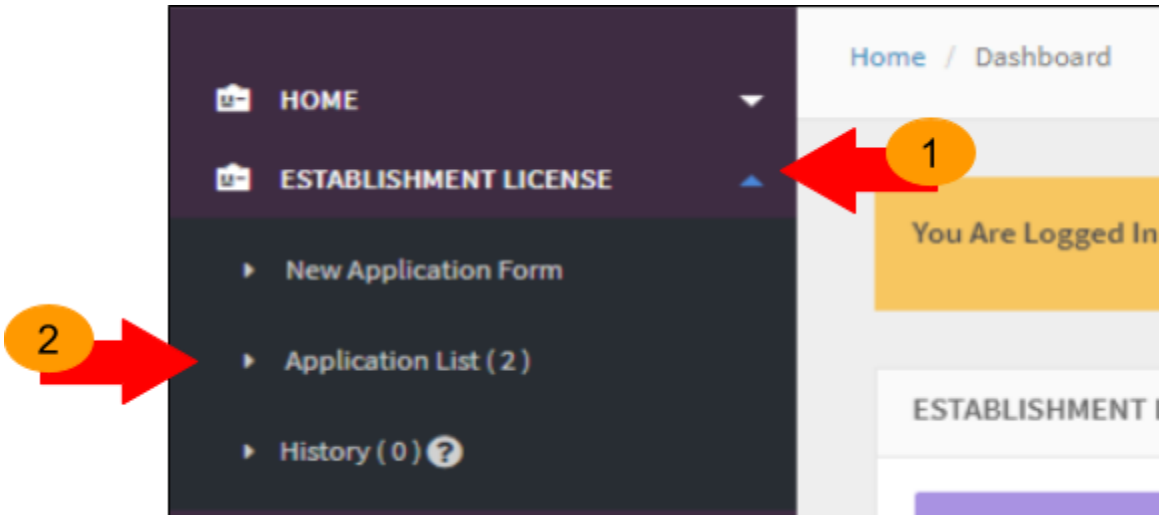 Home / Dashboard
HOME
1
ESTABLISHMENT LICENSE
You Are Logged In
New Application Form
2
Application List ( 2 )
ESTABLISHMENT
History ( 0 ) ?